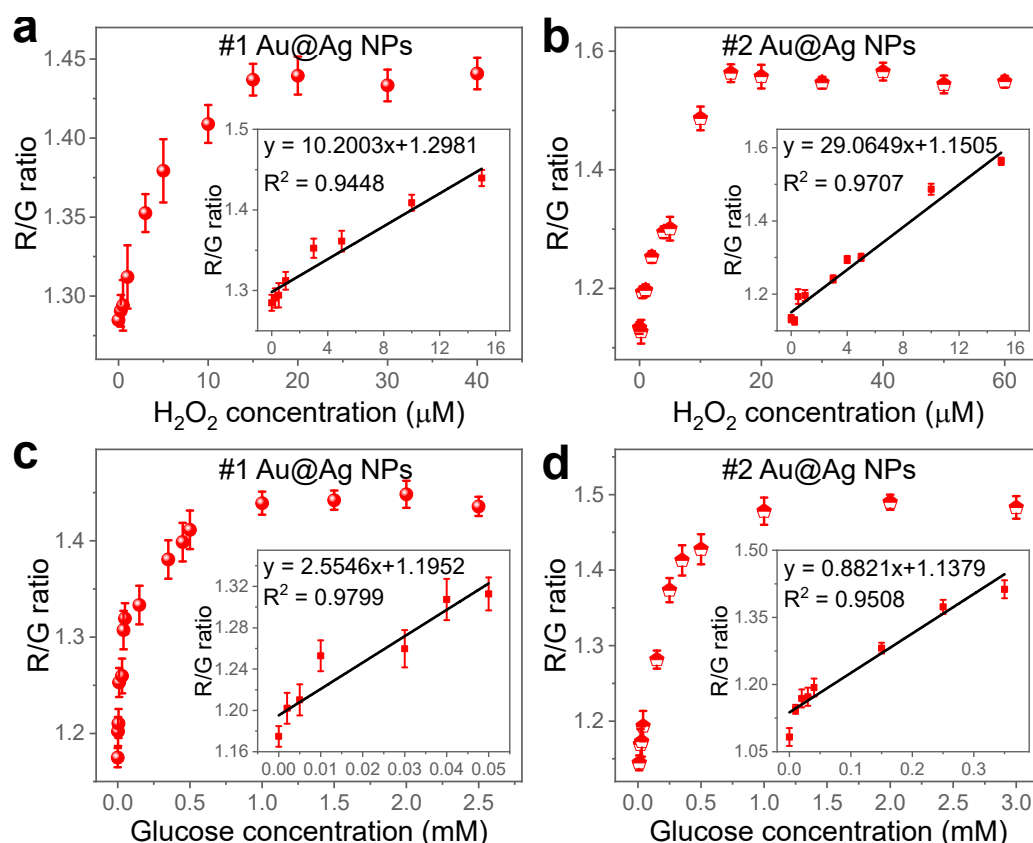 a
#1 Au@Ag NPs
R/G ratio
1.45
1.40
1.35
1.30
0
10
20
30
40
H₂O₂ concentration (μM)
y = 10.2003x+1.2981
R² = 0.9448
R/G ratio
1.5
1.4
1.3
0
4
8
12
16
b
#2 Au@Ag NPs
R/G ratio
1.6
1.5
1.4
1.3
1.2
1.1
0
20
40
60
H₂O₂ concentration (μM)
y = 29.0649x+1.1505
R² = 0.9707
R/G ratio
1.6
1.4
1.2
0
4
8
12
16
c
#1 Au@Ag NPs
R/G ratio
1.4
1.3
1.2
0.0
0.5
1.0
1.5
2.0
2.5
Glucose concentration (mM)
y = 2.5546x+1.1952
R² = 0.9799
R/G ratio
1.32
1.28
1.24
1.20
1.16
0.00
0.01
0.03
0.04
0.05
d
#2 Au@Ag NPs
R/G ratio
1.5
1.4
1.3
1.2
0.0
0.5
1.0
2.0
3.0
Glucose concentration (mM)
y = 0.8821x+1.1379
R² = 0.9508
R/G ratio
1.50
1.35
1.20
1.05
0.0
0.1
0.2
0.3